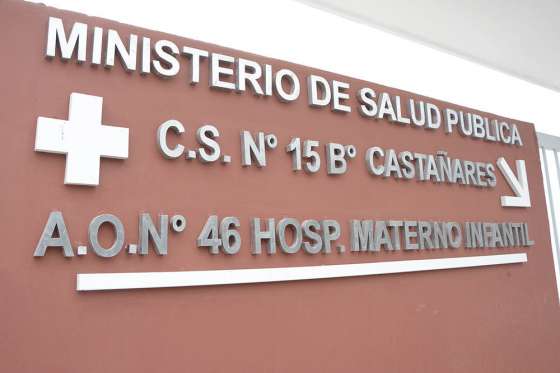 MINISTERIO DE SALUD PUBLICA
C.S. N° 15 B° CASTAÑARES
A.O. N° 46 HOSP. MATERNO INFANTIL